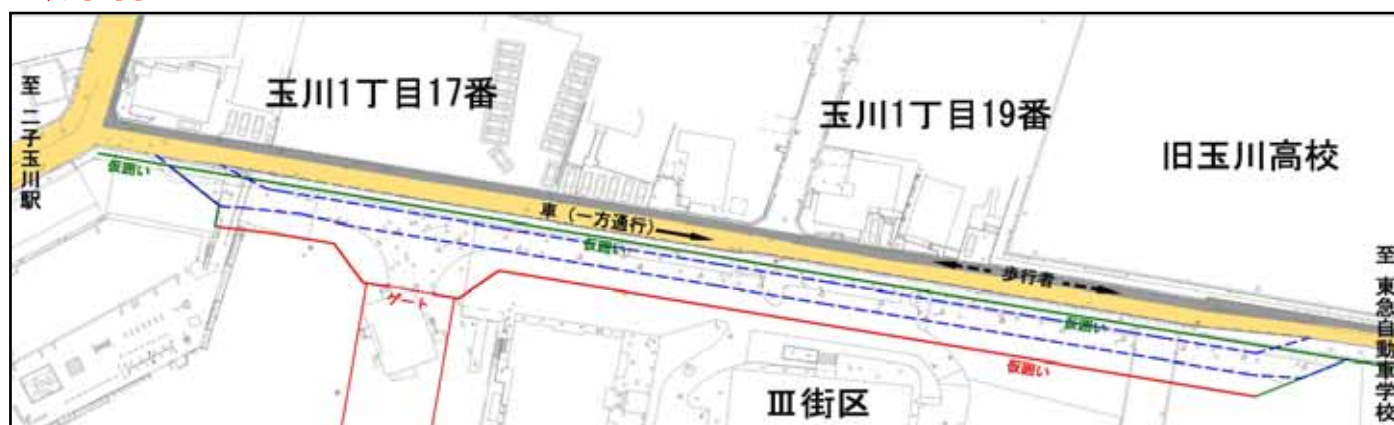 至 二子玉川駅
玉川1丁目17番
玉川1丁目19番
旧玉川高校
仮囲い
車（一方通行）
仮囲い
歩行者
仮囲い
ゲート
仮囲い
Ⅲ街区
至 東急自動車学校